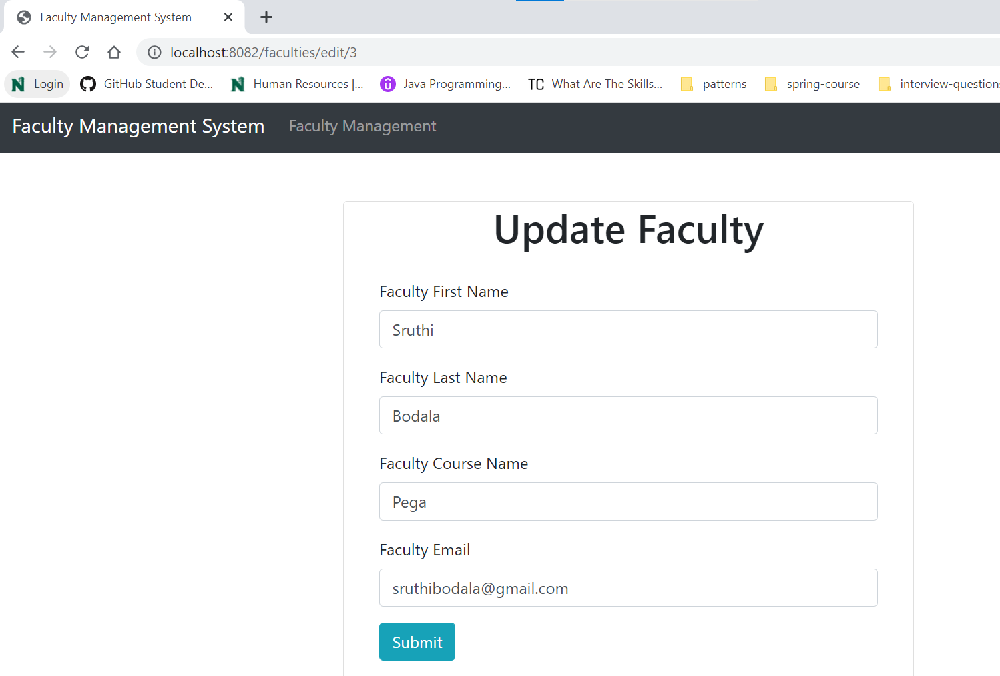 Faculty Management System
localhost:8082/faculties/edit/3
Login GitHub Student De... Human Resources |... Java Programming... TC What Are The Skills... patterns spring-course interview-question
Faculty Management System Faculty Management
Update Faculty
Faculty First Name
Sruthi
Faculty Last Name
Bodala
Faculty Course Name
Pega
Faculty Email
sruthibodala@gmail.com
Submit